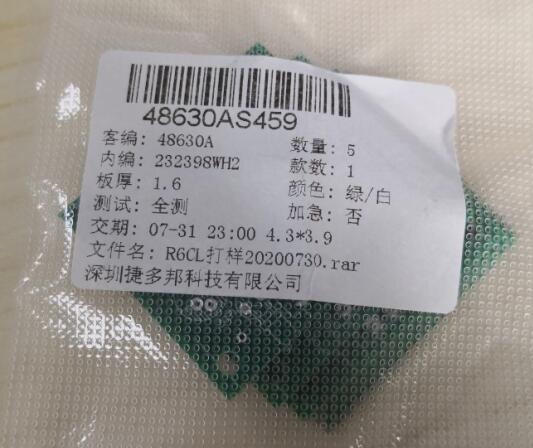 48630AS459
客编: 48630A 数量: 5
内编: 232398WH2 款数: 1
板厚: 1.6 颜色: 绿/白
测试: 全测 加急: 否
交期: 07-31 23:00 4.3*3.9
文件名: R6CL打样20200730.rar
深圳捷多邦科技有限公司